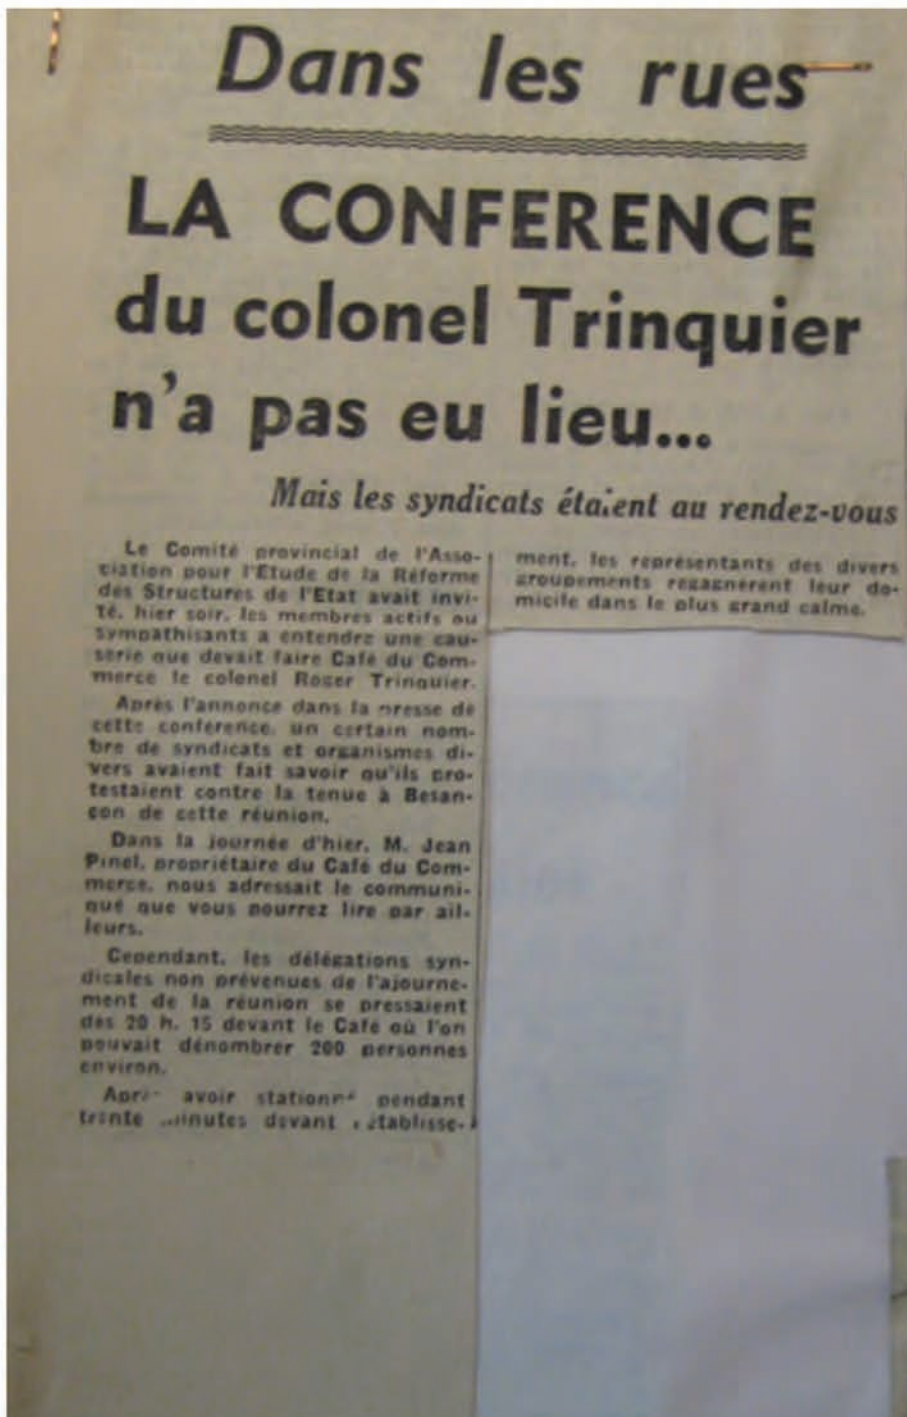 Dans les rues
LA CONFERENCE
du colonel Trinquier
n'a pas eu lieu...
Mais les syndicats étaient au rendez-vous
Le Comité provincial de l'Asso-
ciation pour l'Etude de la Réforme
des Structures de l'Etat avait invi-
té, hier soir, les membres actifs ou
sympathisants a entendre une cau-
serie que devait faire Café du Com-
merce le colonel Roger Trinquier.
Après l'annonce dans la presse de
cette conférence, un certain nom-
bre de syndicats et organismes di-
vers avaient fait savoir qu'ils pro-
testaient contre la tenue à Besan-
çon de cette réunion.
Dans la journée d'hier, M. Jean
Pinel, propriétaire du Café du Com-
merce, nous adressait le communi-
qué que vous pourrez lire par ail-
leurs.
Cependant, les délégations syn-
dicales non prévenues de l'ajourne-
ment de la réunion se pressaient
dès 20 h. 15 devant le Café où l'on
pouvait dénombrer 200 personnes
environ.
Après avoir stationné pendant
trente minutes devant l'établisse-
ment, les représentants des divers
groupements regagnèrent leur do-
micile dans le plus grand calme.